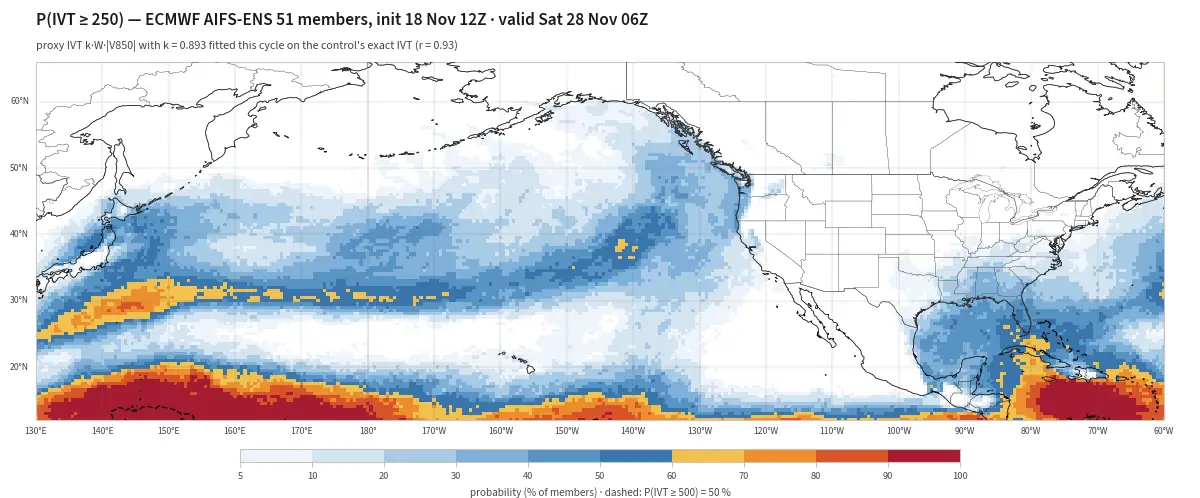 P(IVT ≥ 250) — ECMWF AIFS-ENS 51 members, init 18 Nov 12Z · valid Sat 28 Nov 06Z
proxy IVT k·W·|V850| with k = 0.893 fitted this cycle on the control's exact IVT (r = 0.93)
60°N
50°N
40°N
30°N
20°N
130°E 140°E 150°E 160°E 170°E 180° 170°W 160°W 150°W 140°W 130°W 120°W 110°W 100°W 90°W 80°W 70°W 60°W
5 10 20 30 40 50 60 70 80 90 100
probability (% of members) · dashed: P(IVT ≥ 500) = 50 %